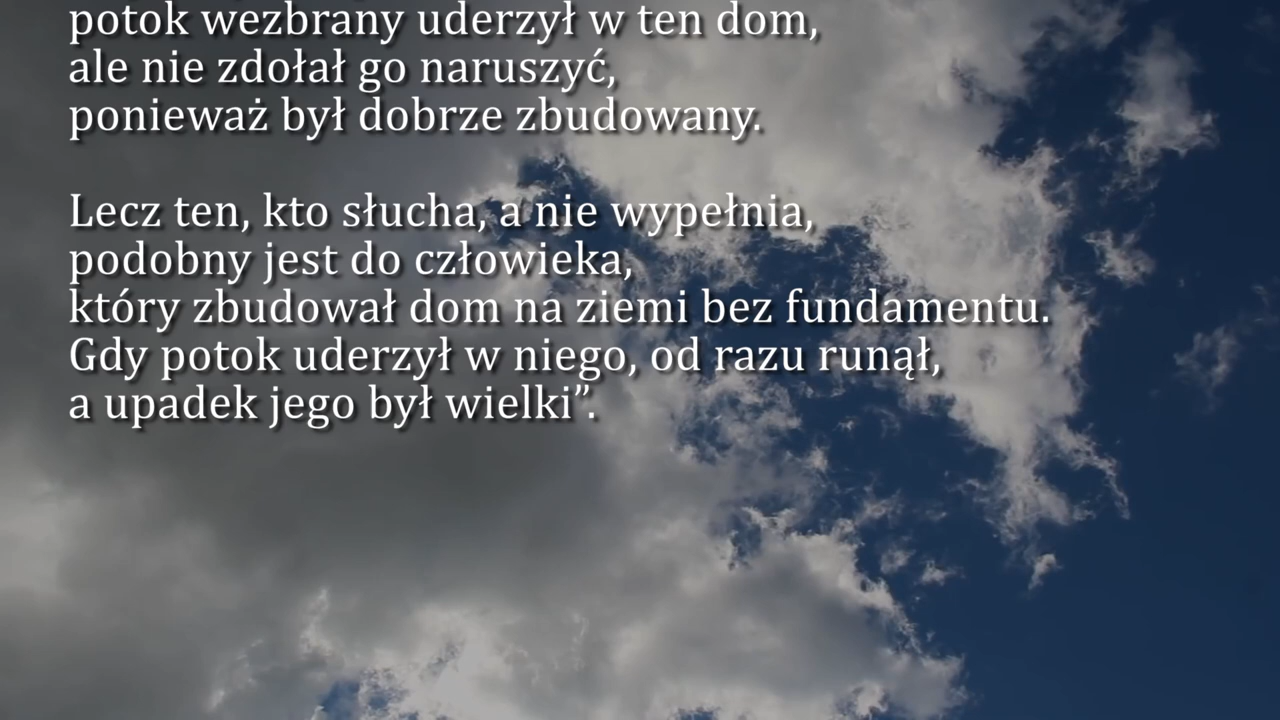 potok wezbrany uderzył w ten dom,
ale nie zdołał go naruszyć,
ponieważ był dobrze zbudowany.
Lecz ten, kto słucha, a nie wypełnia,
podobny jest do człowieka,
który zbudował dom na ziemi bez fundamentu.
Gdy potok uderzył w niego, od razu runął,
a upadek jego był wielki”.